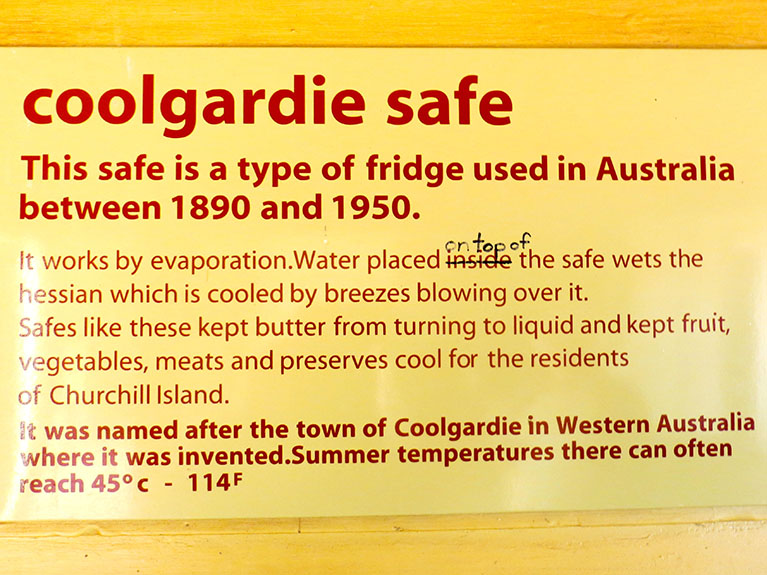 coolgardie safe
This safe is a type of fridge used in Australia
between 1890 and 1950.
on top of
It works by evaporation.Water placed inside the safe wets the
hessian which is cooled by breezes blowing over it.
Safes like these kept butter from turning to liquid and kept fruit,
vegetables, meats and preserves cool for the residents
of Churchill Island.
It was named after the town of Coolgardie in Western Australia
where it was invented.Summer temperatures there can often
reach 45° c - 114F